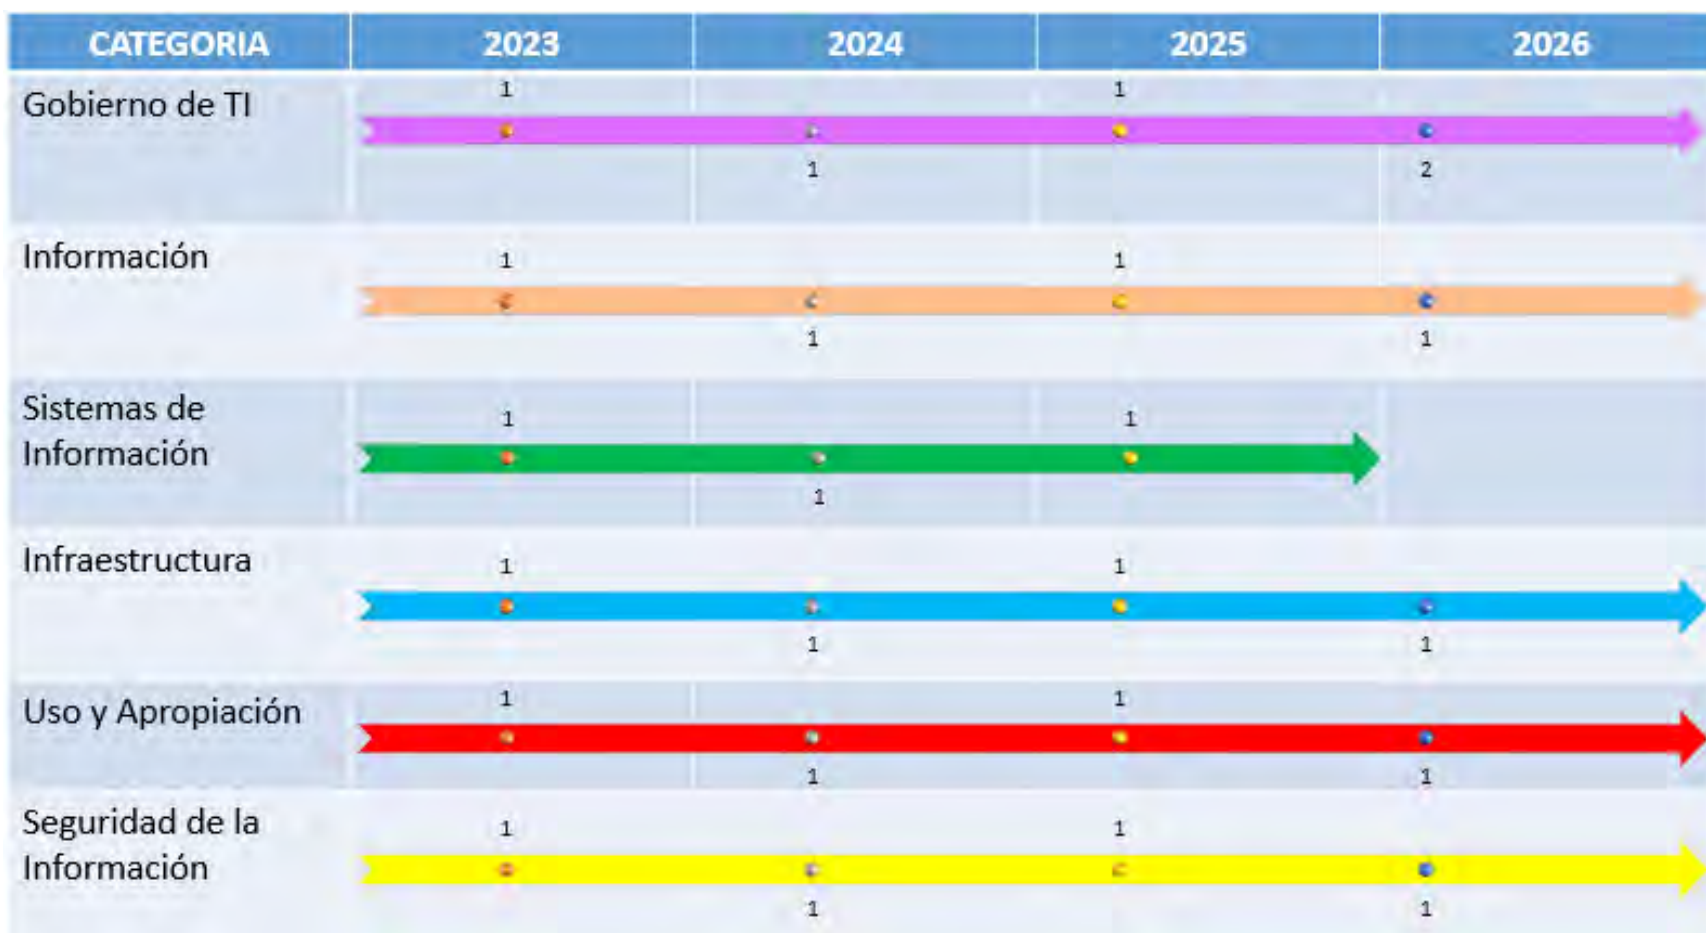 CATEGORIA 2023 2024 2025 2026
Gobierno de TI
1 1
1 2
Información
1 1
1 1
Sistemas de
Información
1 1
1
Infraestructura
1 1
1 1
Uso y Apropiación
1 1
1 1
Seguridad de la
Información
1 1
1 1